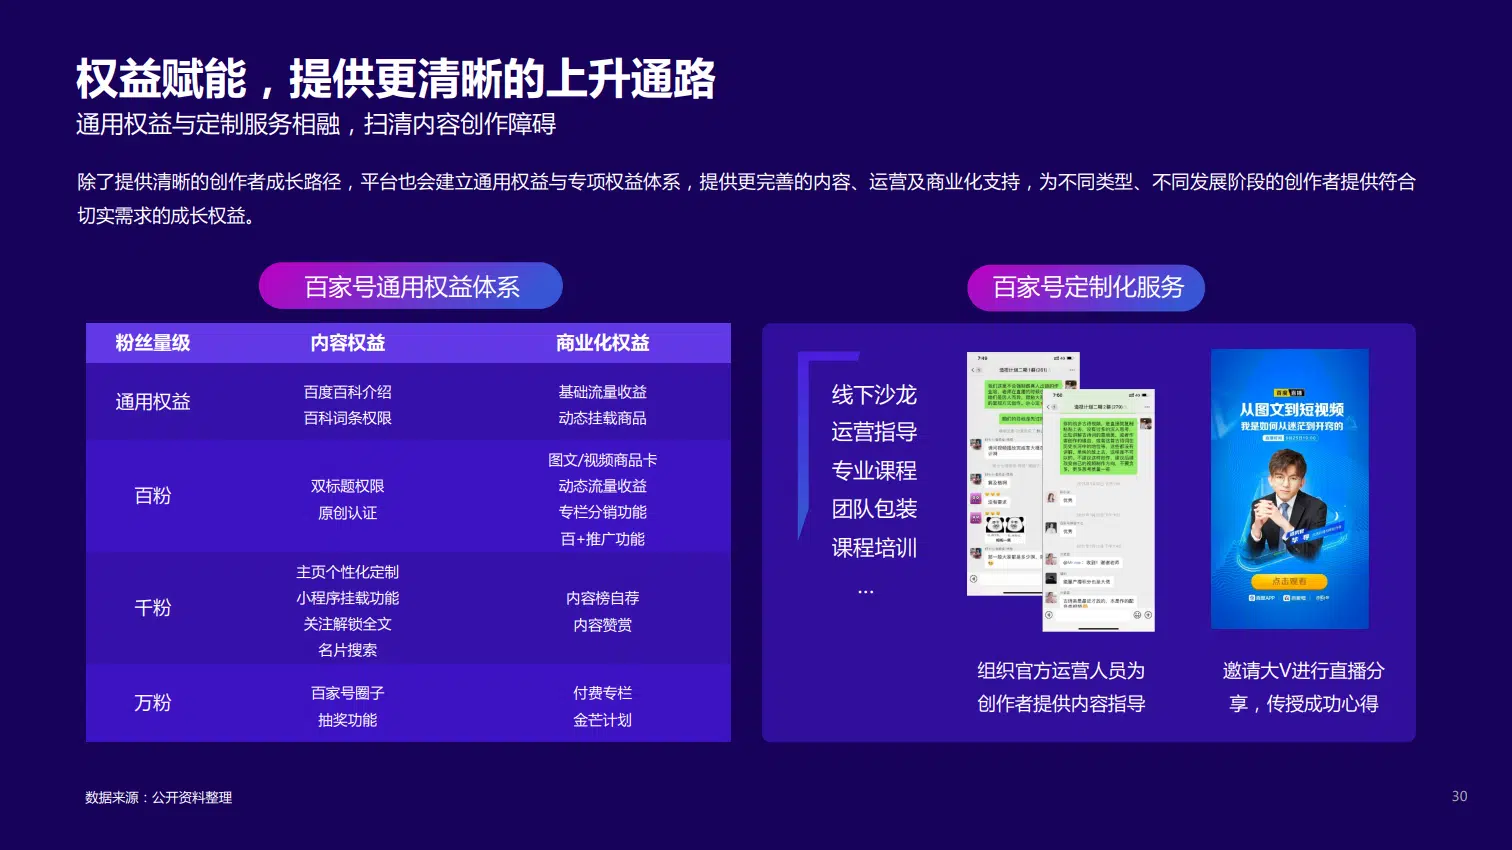 权益赋能，提供更清晰的上升通路
通用权益与定制服务相融，扫清内容创作障碍
除了提供清晰的创作者成长路径，平台也会建立通用权益与专项权益体系，提供更完善的内容、运营及商业化支持，为不同类型、不同发展阶段的创作者提供符合
切实需求的成长权益。
百家号通用权益体系
粉丝量级 内容权益 商业化权益
通用权益
百度百科介绍
百科词条权限
基础流量收益
动态挂载商品
百粉
双标题权限
原创认证
图文/视频商品卡
动态流量收益
专栏分销功能
百+推广功能
千粉
主页个性化定制
小程序挂载功能
关注解锁全文
名片搜索
内容榜自荐
内容赞赏
万粉
百家号圈子
抽奖功能
付费专栏
金芒计划
百家号定制化服务
线下沙龙
运营指导
专业课程
团队包装
课程培训
...
7:50
优秀
优秀
组织官方运营人员为
创作者提供内容指导
从图文到短视频
我是如何从迷茫到开窍的
点击观看
邀请大V进行直播分
享，传授成功心得
数据来源：公开资料整理
30